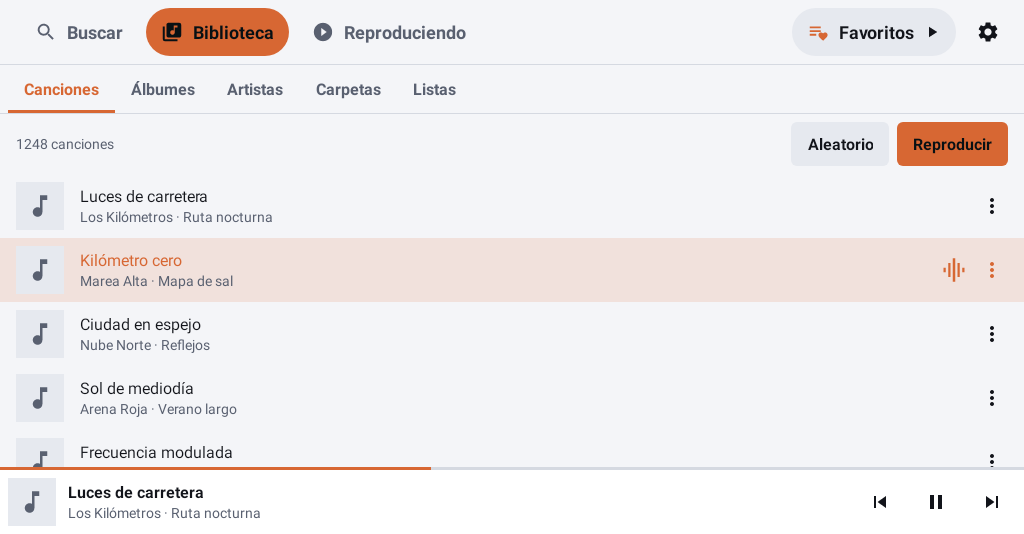 Buscar
Biblioteca
Reproduciendo
Favoritos
Canciones
Álbumes
Artistas
Carpetas
Listas
1248 canciones
Aleatorio
Reproducir
Luces de carretera
Los Kilómetros · Ruta nocturna
Kilómetro cero
Marea Alta · Mapa de sal
Ciudad en espejo
Nube Norte · Reflejos
Sol de mediodía
Arena Roja · Verano largo
Frecuencia modulada
Luces de carretera
Los Kilómetros · Ruta nocturna